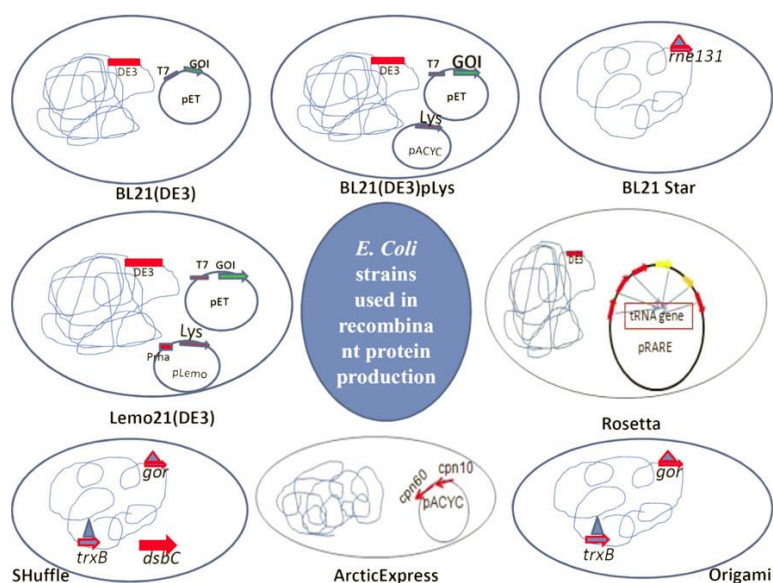 DE3
T7
GOI
pET
BL21(DE3)
DE3
T7
GOI
pET
Lys
pACYC
BL21(DE3)pLys
rne131
BL21 Star
DE3
T7
GOI
pET
Lys
Prha
pLemo
Lemo21(DE3)
E. Coli
strains
used in
recombina
nt protein
production
DE3
tRNA gene
pRARE
Rosetta
gor
trxB
dsbC
SHuffle
cpn60
cpn10
pACYC
ArcticExpress
gor
trxB
Origami